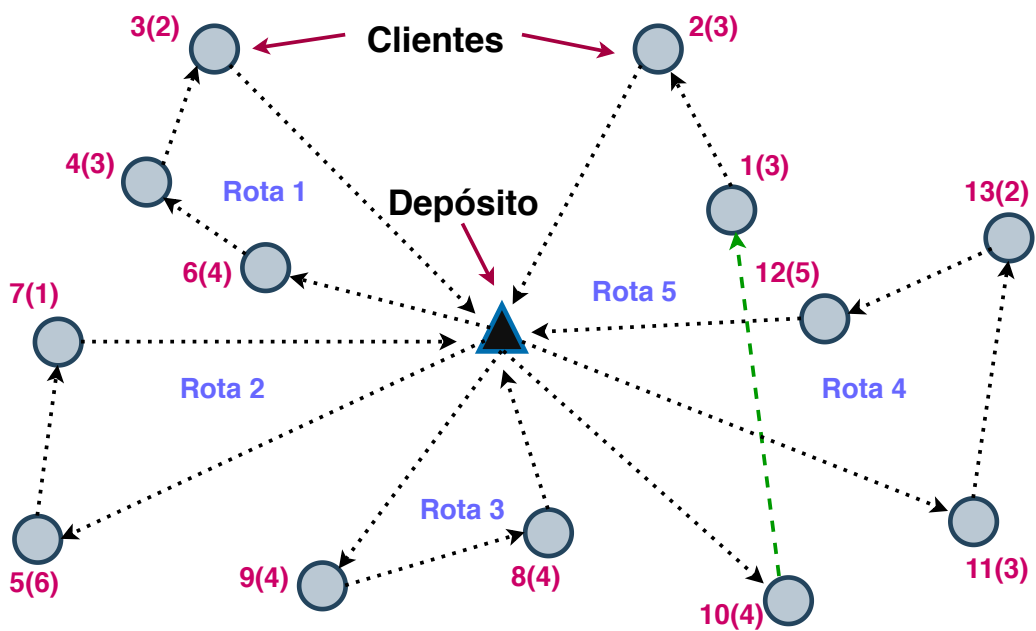 3(2)
Clientes
2(3)
4(3)
1(3)
Rota 1
Depósito
13(2)
6(4)
12(5)
7(1)
Rota 5
Rota 2
Rota 4
Rota 3
5(6)
9(4)
8(4)
11(3)
10(4)